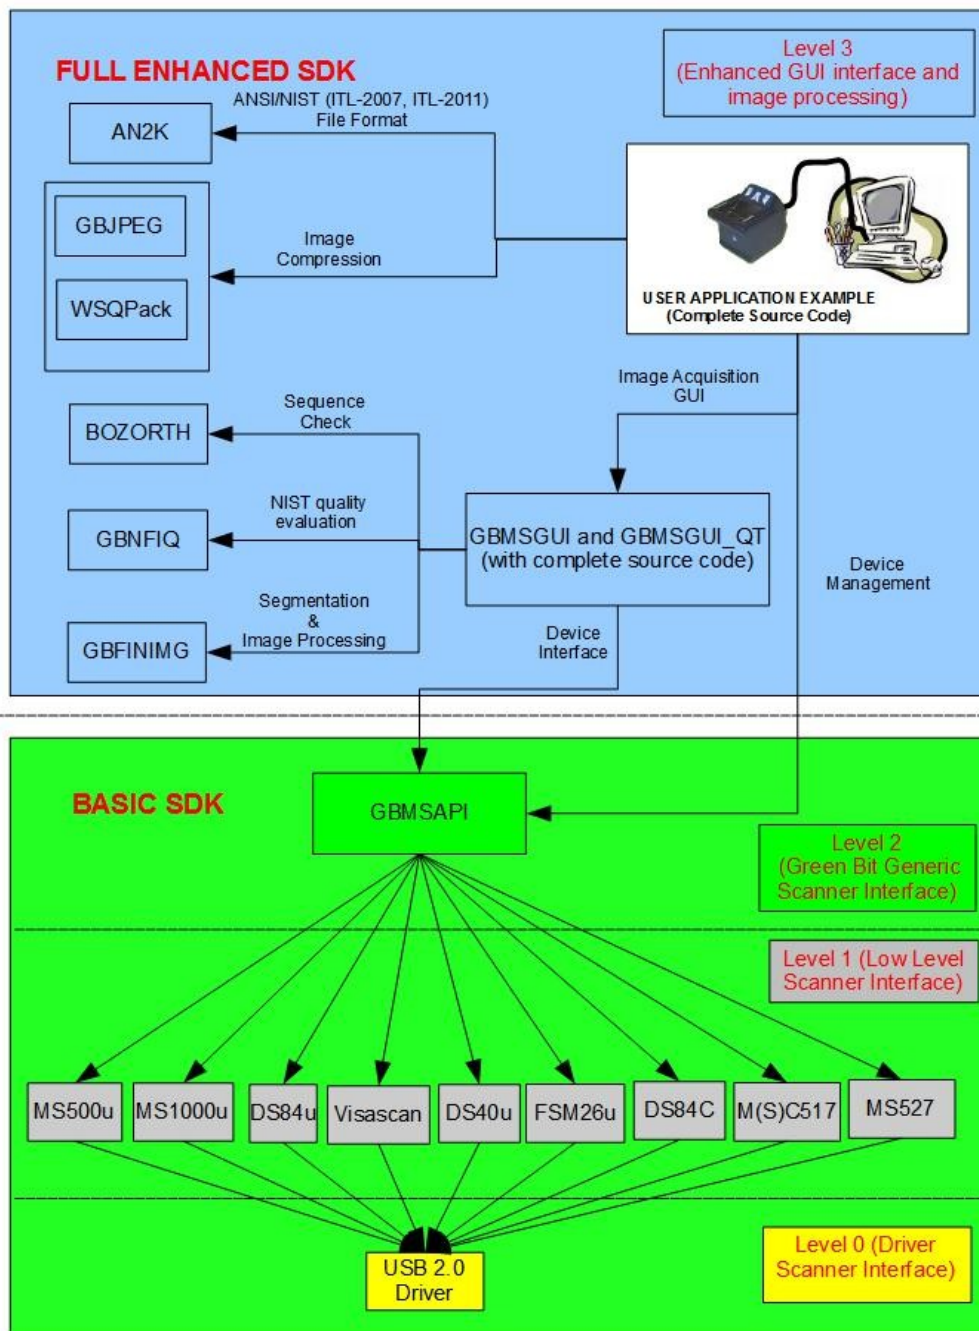 FULL ENHANCED SDK
Level 3
(Enhanced GUI interface and
image processing)
ANSI/NIST (ITL-2007, ITL-2011)
File Format
AN2K
GBJPEG
WSQPack
Image
Compression
USER APPLICATION EXAMPLE
(Complete Source Code)
Image Acquisition
GUI
BOZORTH
Sequence
Check
GBNFIQ
NIST quality
evaluation
GBMSGUI and GBMSGUI_QT
(with complete source code)
Device
Management
GBFINIMG
Segmentation
&
Image Processing
Device
Interface
BASIC SDK
GBMSAPI
Level 2
(Green Bit Generic
Scanner Interface)
Level 1 (Low Level
Scanner Interface)
MS500u
MS1000u
DS84u
Visascan
DS40u
FSM26u
DS84C
M(S)C517
MS527
USB 2.0
Driver
Level 0 (Driver
Scanner Interface)